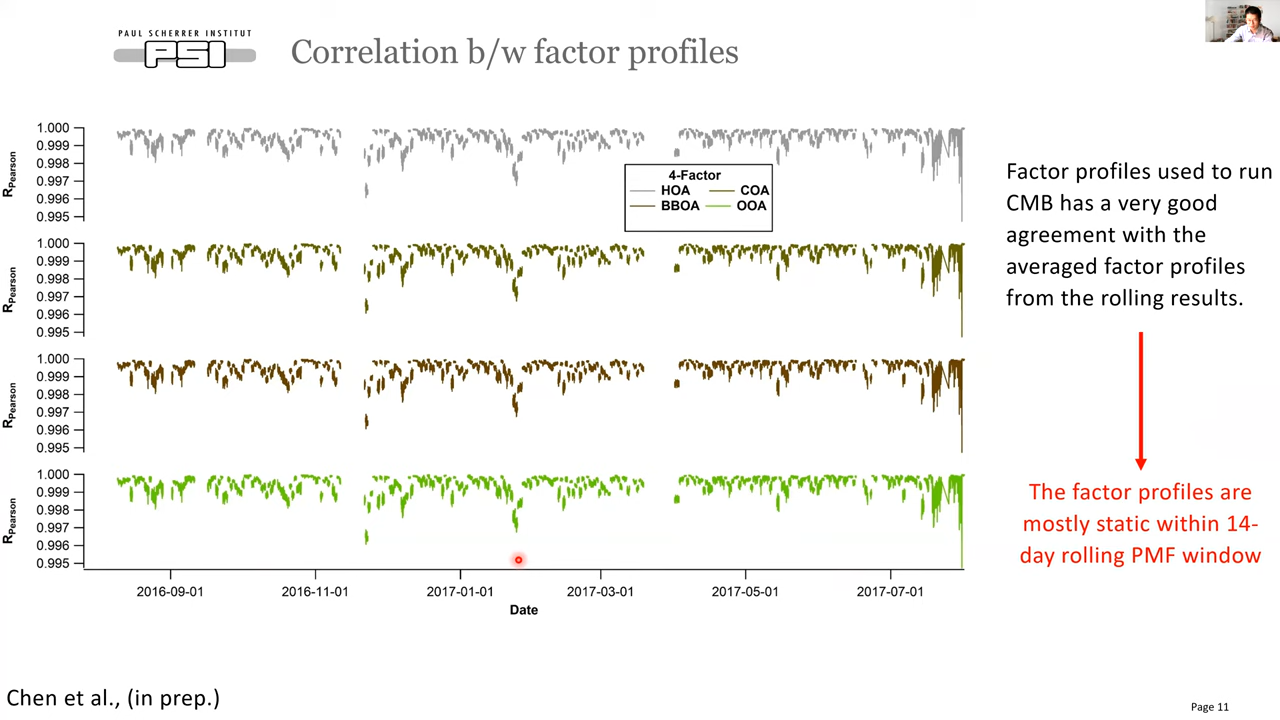 PAUL SCHERRER INSTITUT
PSI
Correlation b/w factor profiles
1.000
0.999
0.998
0.997
0.996
0.995
RPearson
4-Factor
HOA COA
BBOA OOA
1.000
0.999
0.998
0.997
0.996
0.995
RPearson
1.000
0.999
0.998
0.997
0.996
0.995
RPearson
1.000
0.999
0.998
0.997
0.996
0.995
RPearson
2016-09-01 2016-11-01 2017-01-01 2017-03-01 2017-05-01 2017-07-01
Date
Factor profiles used to run
CMB has a very good
agreement with the
averaged factor profiles
from the rolling results.
The factor profiles are
mostly static within 14-
day rolling PMF window
Chen et al., (in prep.)
Page 11